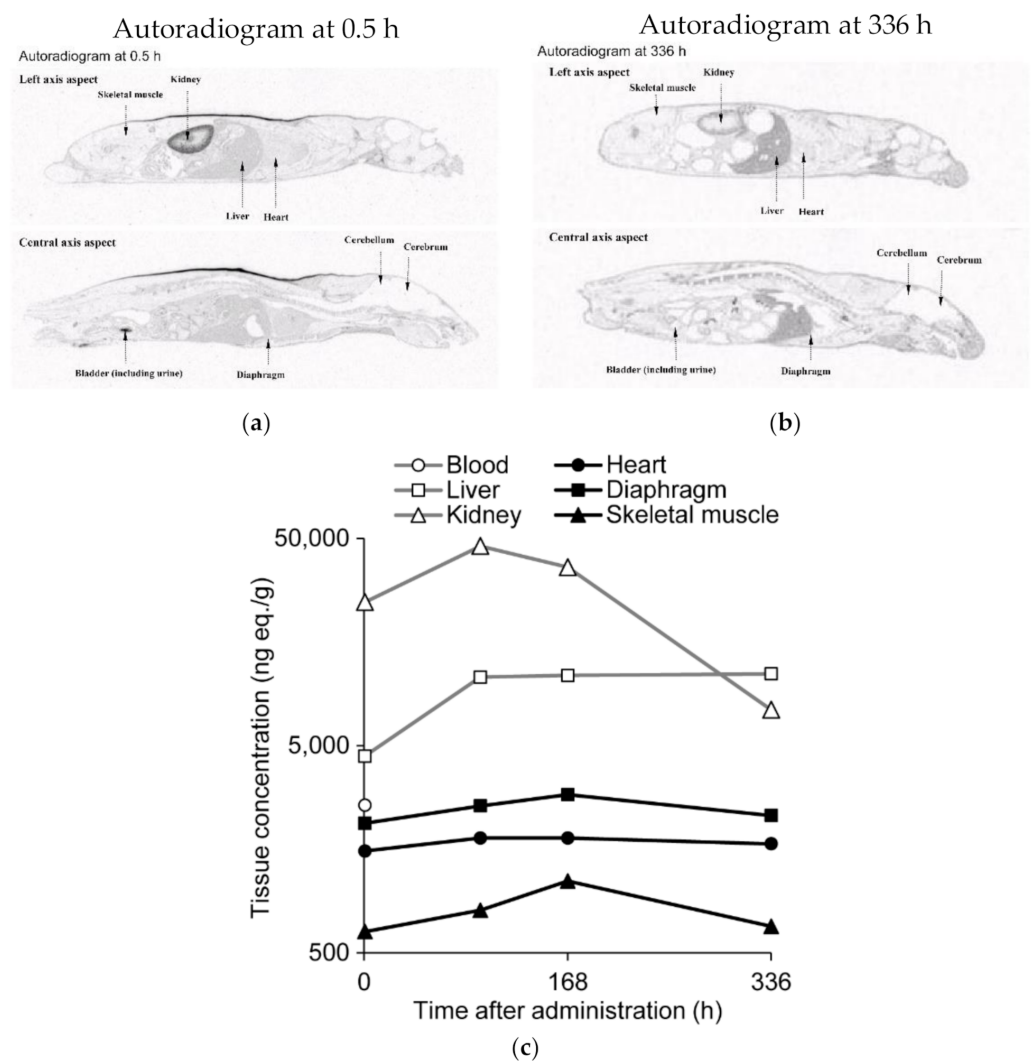 Autoradiogram at 0.5 h
Autoradiogram at 336 h
Autoradiogram at 0.5 h
Left axis aspect
Kidney
Skeletal muscle
Liver
Heart
Central axis aspect
Cerebellum
Cerebrum
Bladder (including urine)
Diaphragm
Autoradiogram at 336 h
Left axis aspect
Kidney
Skeletal muscle
Liver
Heart
Central axis aspect
Cerebellum
Cerebrum
Bladder (including urine)
Diaphragm
(a)
(b)
Blood
Heart
Liver
Diaphragm
Kidney
Skeletal muscle
Tissue concentration (ng eq./g)
50,000
5,000
500
0
168
336
Time after administration (h)
(c)